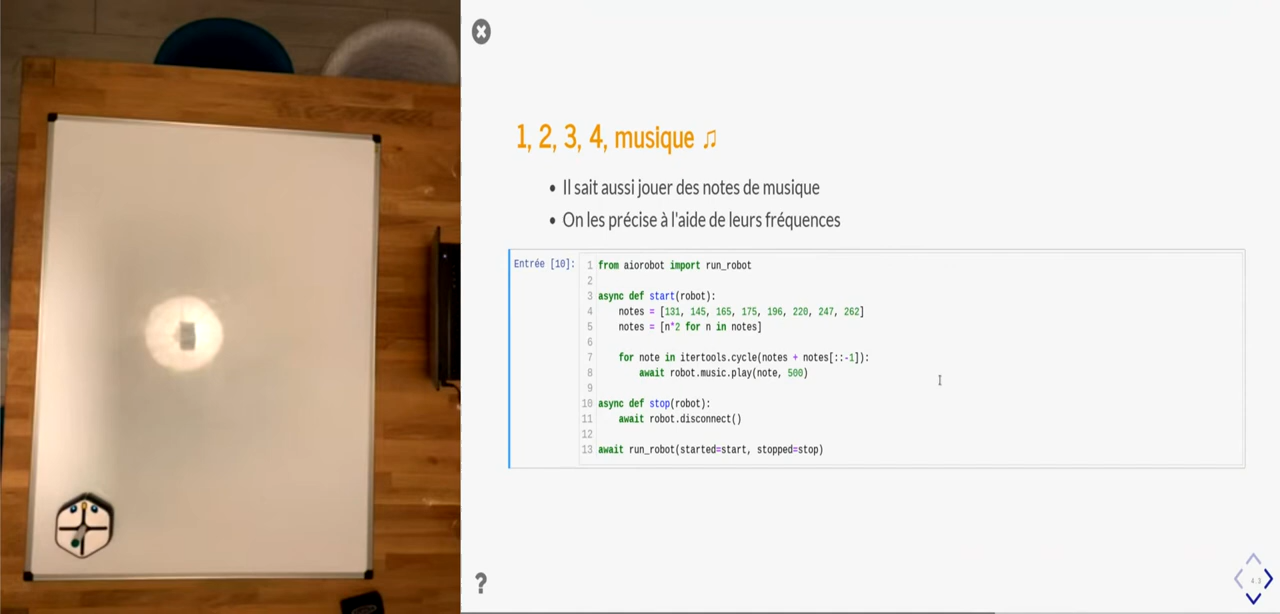 1, 2, 3, 4, musique ♫
• Il sait aussi jouer des notes de musique
• On les précise à l'aide de leurs fréquences
Entrée [10]:
1 from aiorobot import run_robot
2
3 async def start(robot):
4     notes = [131, 145, 165, 175, 196, 220, 247, 262]
5     notes = [n*2 for n in notes]
6
7     for note in itertools.cycle(notes + notes[::-1]):
8         await robot.music.play(note, 500)
9
10 async def stop(robot):
11     await robot.disconnect()
12
13 await run_robot(started=start, stopped=stop)
?
4.3